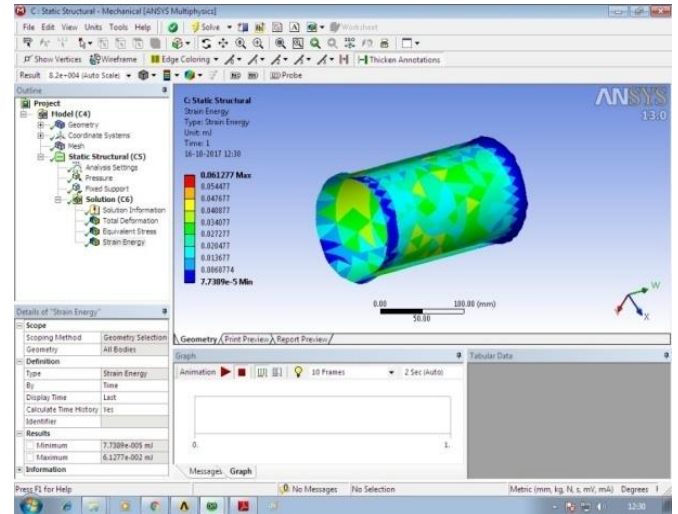 C : Static Structural - Mechanical [ANSYS Multiphysics]
File Edit View Units Tools Help
Solve
Worksheet
Show Vertices Wireframe Edge Coloring Thicken Annotations
Result 8.2e+004 (Auto Scale) Probe
Outline
Project
Model (C4)
Geometry
Coordinate Systems
Mesh
Static Structural (C5)
Analysis Settings
Pressure
Fixed Support
Solution (C6)
Solution Information
Total Deformation
Equivalent Stress
Strain Energy
C: Static Structural
Strain Energy
Type: Strain Energy
Unit: mJ
Time: 1
16-10-2017 12:30
0.061277 Max
0.054477
0.047677
0.040877
0.034077
0.027277
0.020477
0.013677
0.0068774
7.7389e-5 Min
ANSYS
13.0
0.00 100.00 (mm)
50.00
W
X
Geometry Print Preview Report Preview
Details of "Strain Energy"
Scope
Scoping Method Geometry Selection
Geometry All Bodies
Definition
Type Strain Energy
By Time
Display Time Last
Calculate Time History Yes
Identifier
Results
Minimum 7.7389e-005 mJ
Maximum 6.1277e-002 mJ
Information
Graph
Animation 10 Frames 2 Sec (Auto)
0. 1.
Messages Graph
Tabular Data
Press F1 for Help No Messages No Selection Metric (mm, kg, N, s, mV, mA) Degrees
12:30